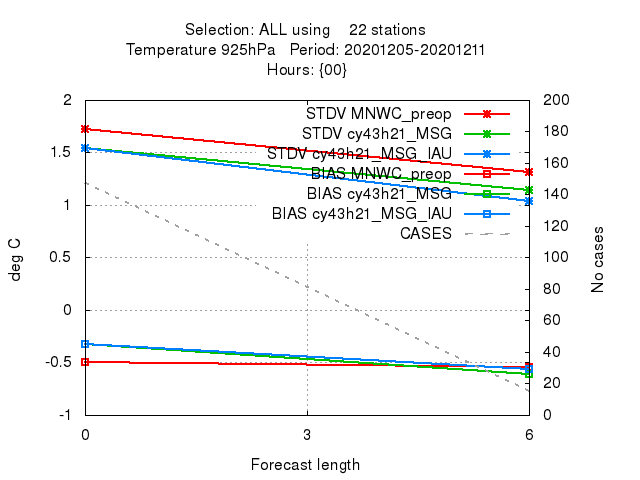 Selection: ALL using 22 stations
Temperature 925hPa Period: 20201205-20201211
Hours: {00}
2
1.5
1
0.5
0
-0.5
-1
deg C
STDV MNWC_preop
STDV cy43h21_MSG
STDV cy43h21_MSG_IAU
BIAS MNWC_preop
BIAS cy43h21_MSG
BIAS cy43h21_MSG_IAU
CASES
200
180
160
140
120
100
80
60
40
20
0
No cases
0 3 6
Forecast length